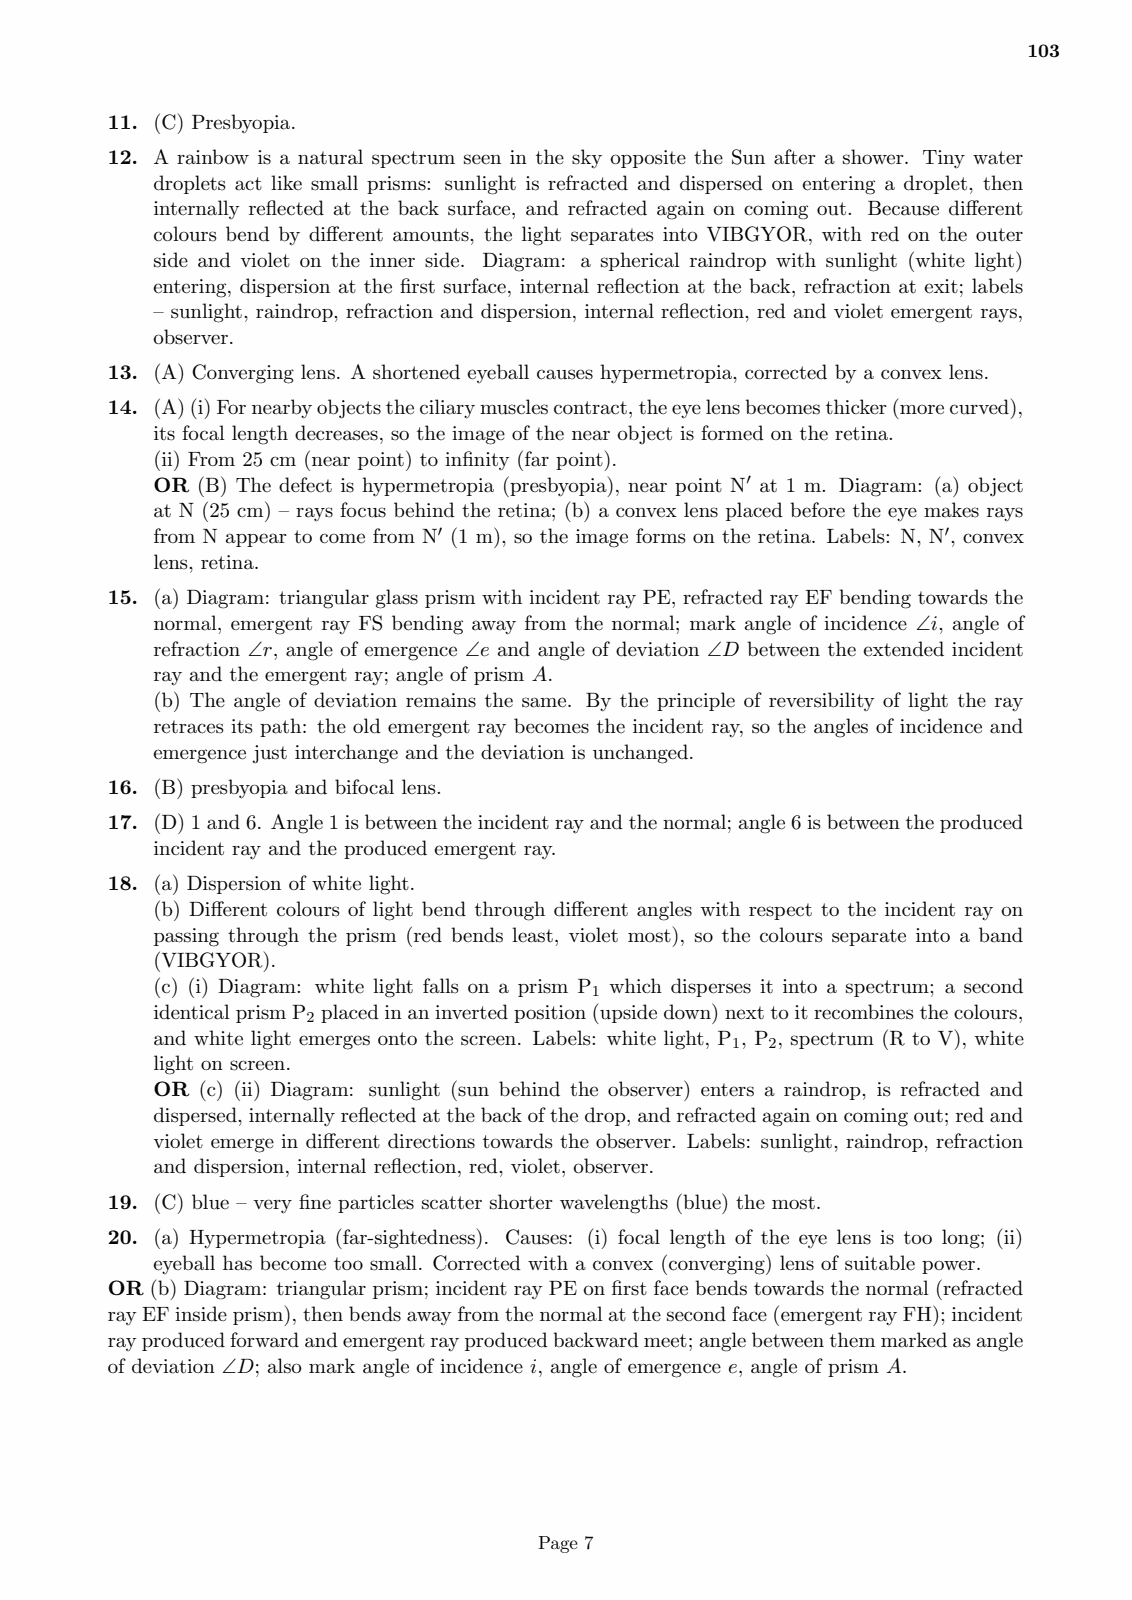 103
11. (C) Presbyopia.
12. A rainbow is a natural spectrum seen in the sky opposite the Sun after a shower. Tiny water
droplets act like small prisms: sunlight is refracted and dispersed on entering a droplet, then
internally reflected at the back surface, and refracted again on coming out. Because different
colours bend by different amounts, the light separates into VIBGYOR, with red on the outer
side and violet on the inner side. Diagram: a spherical raindrop with sunlight (white light)
entering, dispersion at the first surface, internal reflection at the back, refraction at exit; labels
– sunlight, raindrop, refraction and dispersion, internal reflection, red and violet emergent rays,
observer.
13. (A) Converging lens. A shortened eyeball causes hypermetropia, corrected by a convex lens.
14. (A) (i) For nearby objects the ciliary muscles contract, the eye lens becomes thicker (more curved),
its focal length decreases, so the image of the near object is formed on the retina.
(ii) From 25 cm (near point) to infinity (far point).
OR (B) The defect is hypermetropia (presbyopia), near point N′ at 1 m. Diagram: (a) object
at N (25 cm) – rays focus behind the retina; (b) a convex lens placed before the eye makes rays
from N appear to come from N′ (1 m), so the image forms on the retina. Labels: N, N′, convex
lens, retina.
15. (a) Diagram: triangular glass prism with incident ray PE, refracted ray EF bending towards the
normal, emergent ray FS bending away from the normal; mark angle of incidence ∠i, angle of
refraction ∠r, angle of emergence ∠e and angle of deviation ∠D between the extended incident
ray and the emergent ray; angle of prism A.
(b) The angle of deviation remains the same. By the principle of reversibility of light the ray
retraces its path: the old emergent ray becomes the incident ray, so the angles of incidence and
emergence just interchange and the deviation is unchanged.
16. (B) presbyopia and bifocal lens.
17. (D) 1 and 6. Angle 1 is between the incident ray and the normal; angle 6 is between the produced
incident ray and the produced emergent ray.
18. (a) Dispersion of white light.
(b) Different colours of light bend through different angles with respect to the incident ray on
passing through the prism (red bends least, violet most), so the colours separate into a band
(VIBGYOR).
(c) (i) Diagram: white light falls on a prism P₁ which disperses it into a spectrum; a second
identical prism P₂ placed in an inverted position (upside down) next to it recombines the colours,
and white light emerges onto the screen. Labels: white light, P₁, P₂, spectrum (R to V), white
light on screen.
OR (c) (ii) Diagram: sunlight (sun behind the observer) enters a raindrop, is refracted and
dispersed, internally reflected at the back of the drop, and refracted again on coming out; red and
violet emerge in different directions towards the observer. Labels: sunlight, raindrop, refraction
and dispersion, internal reflection, red, violet, observer.
19. (C) blue – very fine particles scatter shorter wavelengths (blue) the most.
20. (a) Hypermetropia (far-sightedness). Causes: (i) focal length of the eye lens is too long; (ii)
eyeball has become too small. Corrected with a convex (converging) lens of suitable power.
OR (b) Diagram: triangular prism; incident ray PE on first face bends towards the normal (refracted
ray EF inside prism), then bends away from the normal at the second face (emergent ray FH); incident
ray produced forward and emergent ray produced backward meet; angle between them marked as angle
of deviation ∠D; also mark angle of incidence i, angle of emergence e, angle of prism A.
Page 7